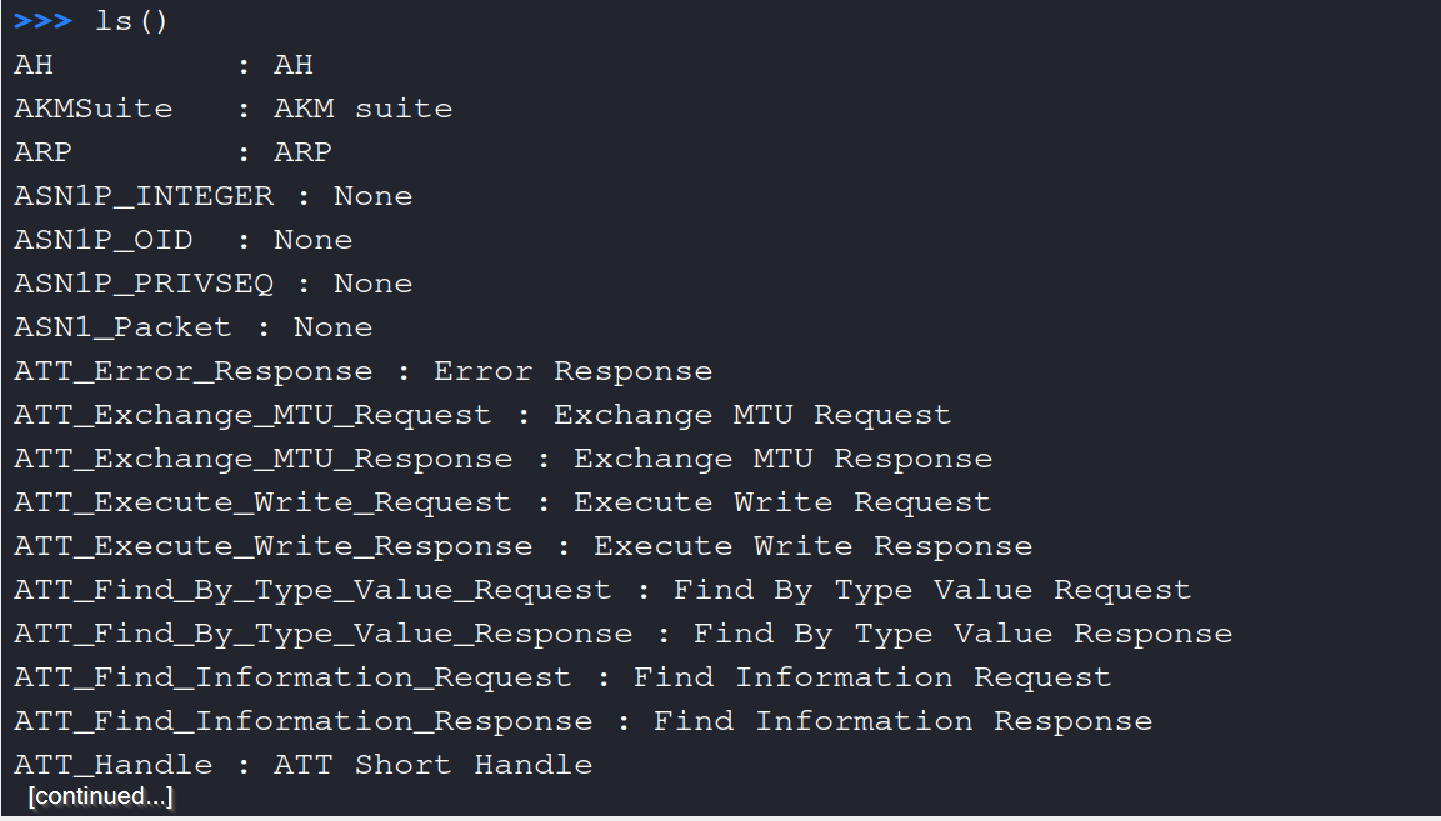 >>> ls()
AH         : AH
AKMSuite   : AKM suite
ARP        : ARP
ASN1P_INTEGER : None
ASN1P_OID  : None
ASN1P_PRIVSEQ : None
ASN1_Packet : None
ATT_Error_Response : Error Response
ATT_Exchange_MTU_Request : Exchange MTU Request
ATT_Exchange_MTU_Response : Exchange MTU Response
ATT_Execute_Write_Request : Execute Write Request
ATT_Execute_Write_Response : Execute Write Response
ATT_Find_By_Type_Value_Request : Find By Type Value Request
ATT_Find_By_Type_Value_Response : Find By Type Value Response
ATT_Find_Information_Request : Find Information Request
ATT_Find_Information_Response : Find Information Response
ATT_Handle : ATT Short Handle
[continued...]